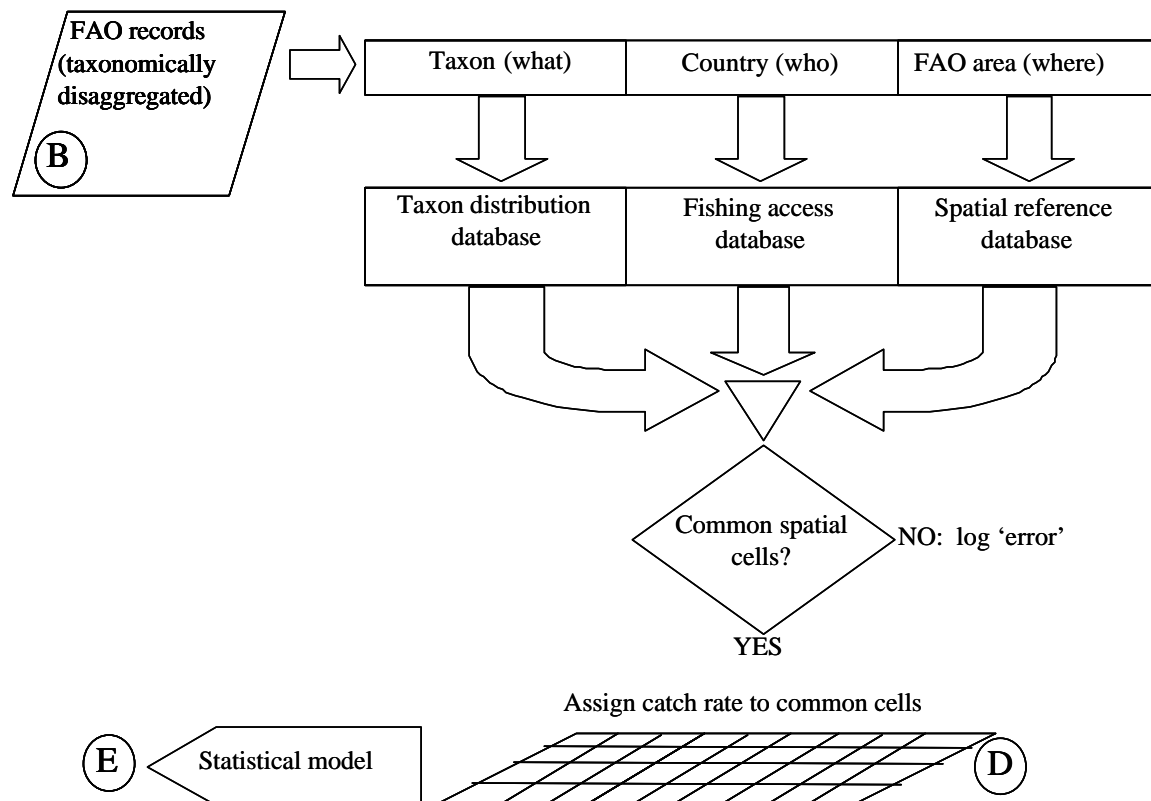 FAO records
(taxonomically
disaggregated)
B
Taxon (what)
Country (who)
FAO area (where)
Taxon distribution
database
Fishing access
database
Spatial reference
database
Common spatial
cells?
NO:  log ‘error’
YES
Assign catch rate to common cells
E
Statistical model
D